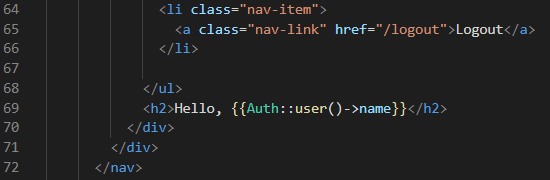 64 <li class="nav-item">
65 <a class="nav-link" href="/logout">Logout</a>
66 </li>
67
68 </ul>
69 <h2>Hello, {{Auth::user()->name}}</h2>
70 </div>
71 </div>
72 </nav>